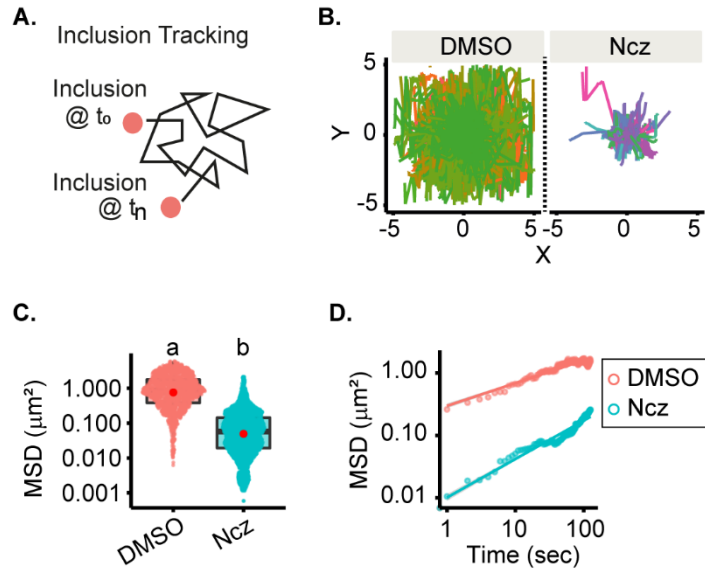 A.
Inclusion Tracking
Inclusion
@ to
Inclusion
@ tn
B.
DMSO
Ncz
5
0
-5
Y
-5
0
5
-5
0
5
X
C.
a
b
1.000
0.100
0.010
0.001
MSD (μm²)
DMSO
Ncz
D.
1.00
0.10
0.01
MSD (μm²)
1
10
100
Time (sec)
DMSO
Ncz